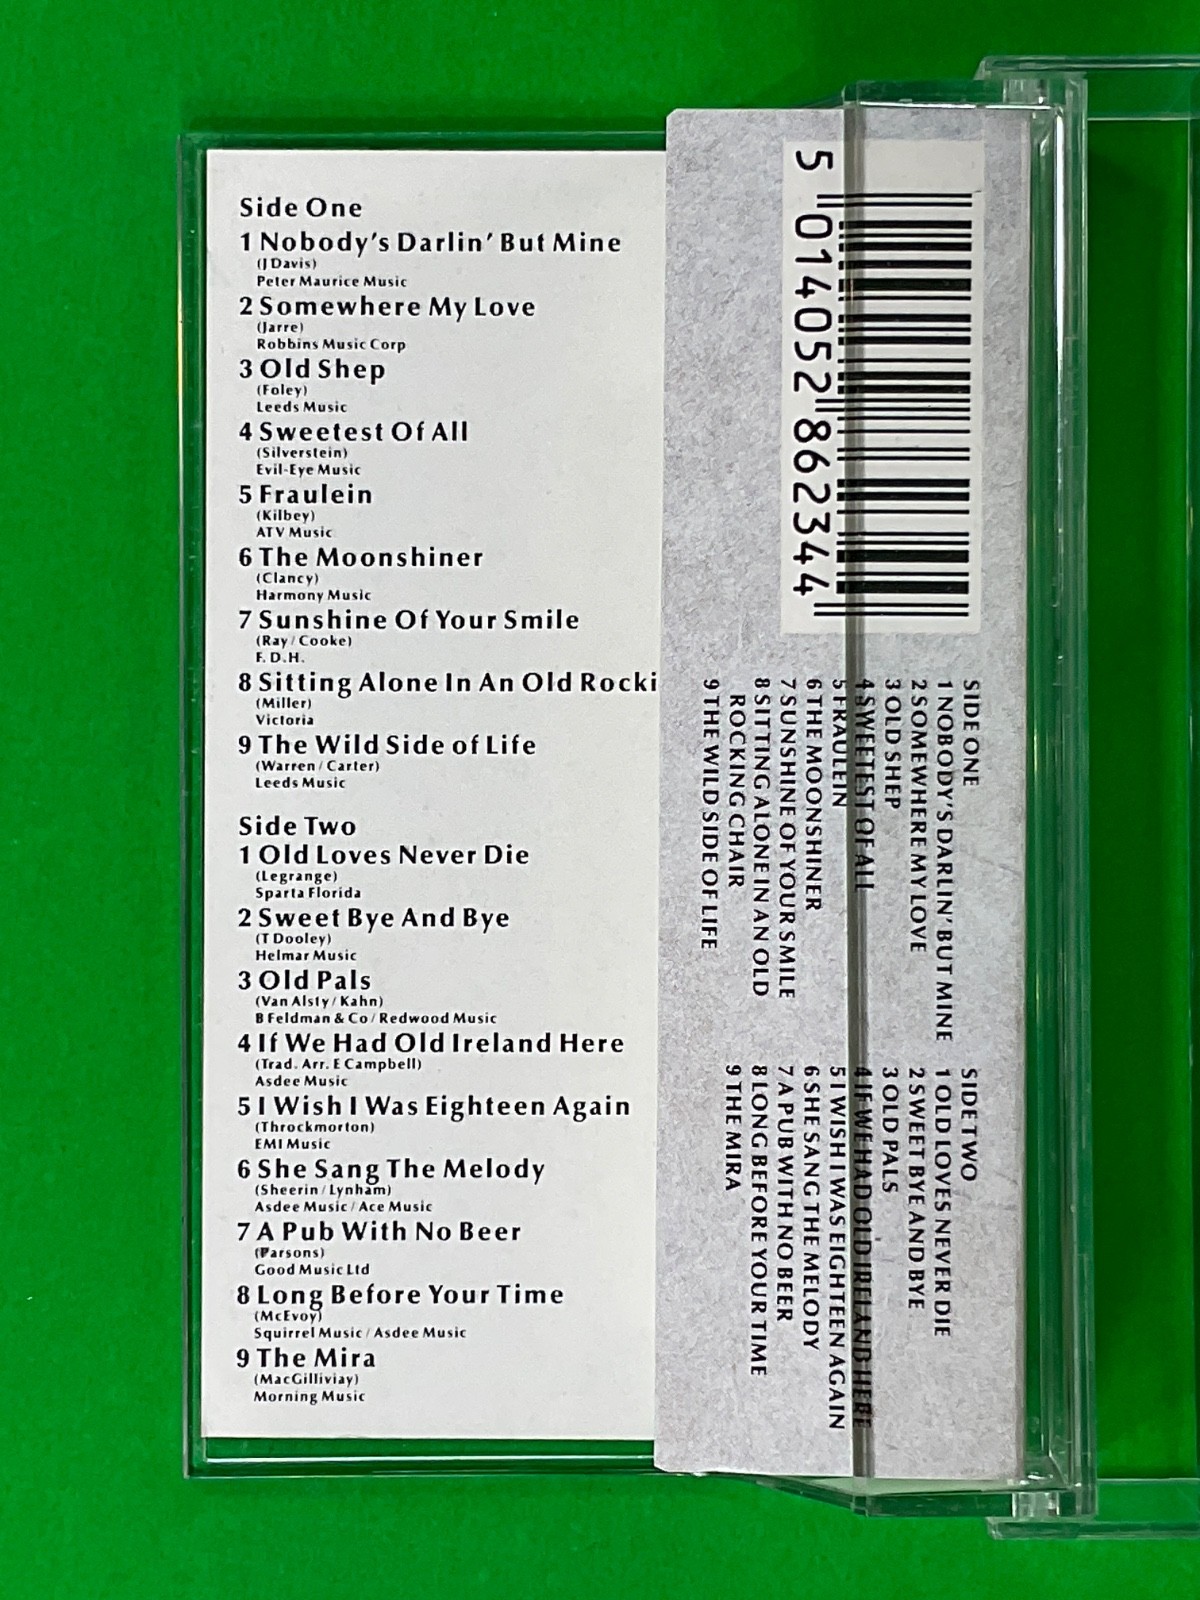 Side One
1 Nobody's Darlin' But Mine
(J Davis)
Peter Maurice Music
2 Somewhere My Love
(Jarre)
Robbins Music Corp
3 Old Shep
(Foley)
Leeds Music
4 Sweetest Of All
(Silverstein)
Evil-Eye Music
5 Fraulein
(Kilbey)
ATV Music
6 The Moonshiner
(Clancy)
Harmony Music
7 Sunshine Of Your Smile
(Ray / Cooke)
F. D.H.
8 Sitting Alone In An Old Rocki
(Miller)
Victoria
9 The Wild Side of Life
(Warren / Carter)
Leeds Music
Side Two
1 Old Loves Never Die
(Legrange)
Sparta Florida
2 Sweet Bye And Bye
(T Dooley)
Helmar Music
3 Old Pals
(Van Alsty / Kahn)
B Feldman & Co / Redwood Music
4 If We Had Old Ireland Here
(Trad. Arr. E Campbell)
Asdee Music
5 I Wish I Was Eighteen Again
(Throckmorton)
EMI Music
6 She Sang The Melody
(Sheerin / Lynham)
Asdee Music / Ace Music
7 A Pub With No Beer
(Parsons)
Good Music Ltd
8 Long Before Your Time
(McEvoy)
Squirrel Music / Asdee Music
9 The Mira
(MacGilliviay)
Morning Music
5 014052 862344
SIDE ONE
1 NOBODY'S DARLIN' BUT MINE
2 SOMEWHERE MY LOVE
3 OLD SHEP
4 SWEETEST OF ALL
5 FRAULEIN
6 THE MOONSHINER
7 SUNSHINE OF YOUR SMILE
8 SITTING ALONE IN AN OLD
ROCKING CHAIR
9 THE WILD SIDE OF LIFE
SIDE TWO
1 OLD LOVES NEVER DIE
2 SWEET BYE AND BYE
3 OLD PALS
4 IF WE HAD OLD IRELAND HERE
5 I WISH I WAS EIGHTEEN AGAIN
6 SHE SANG THE MELODY
7 A PUB WITH NO BEER
8 LONG BEFORE YOUR TIME
9 THE MIRA